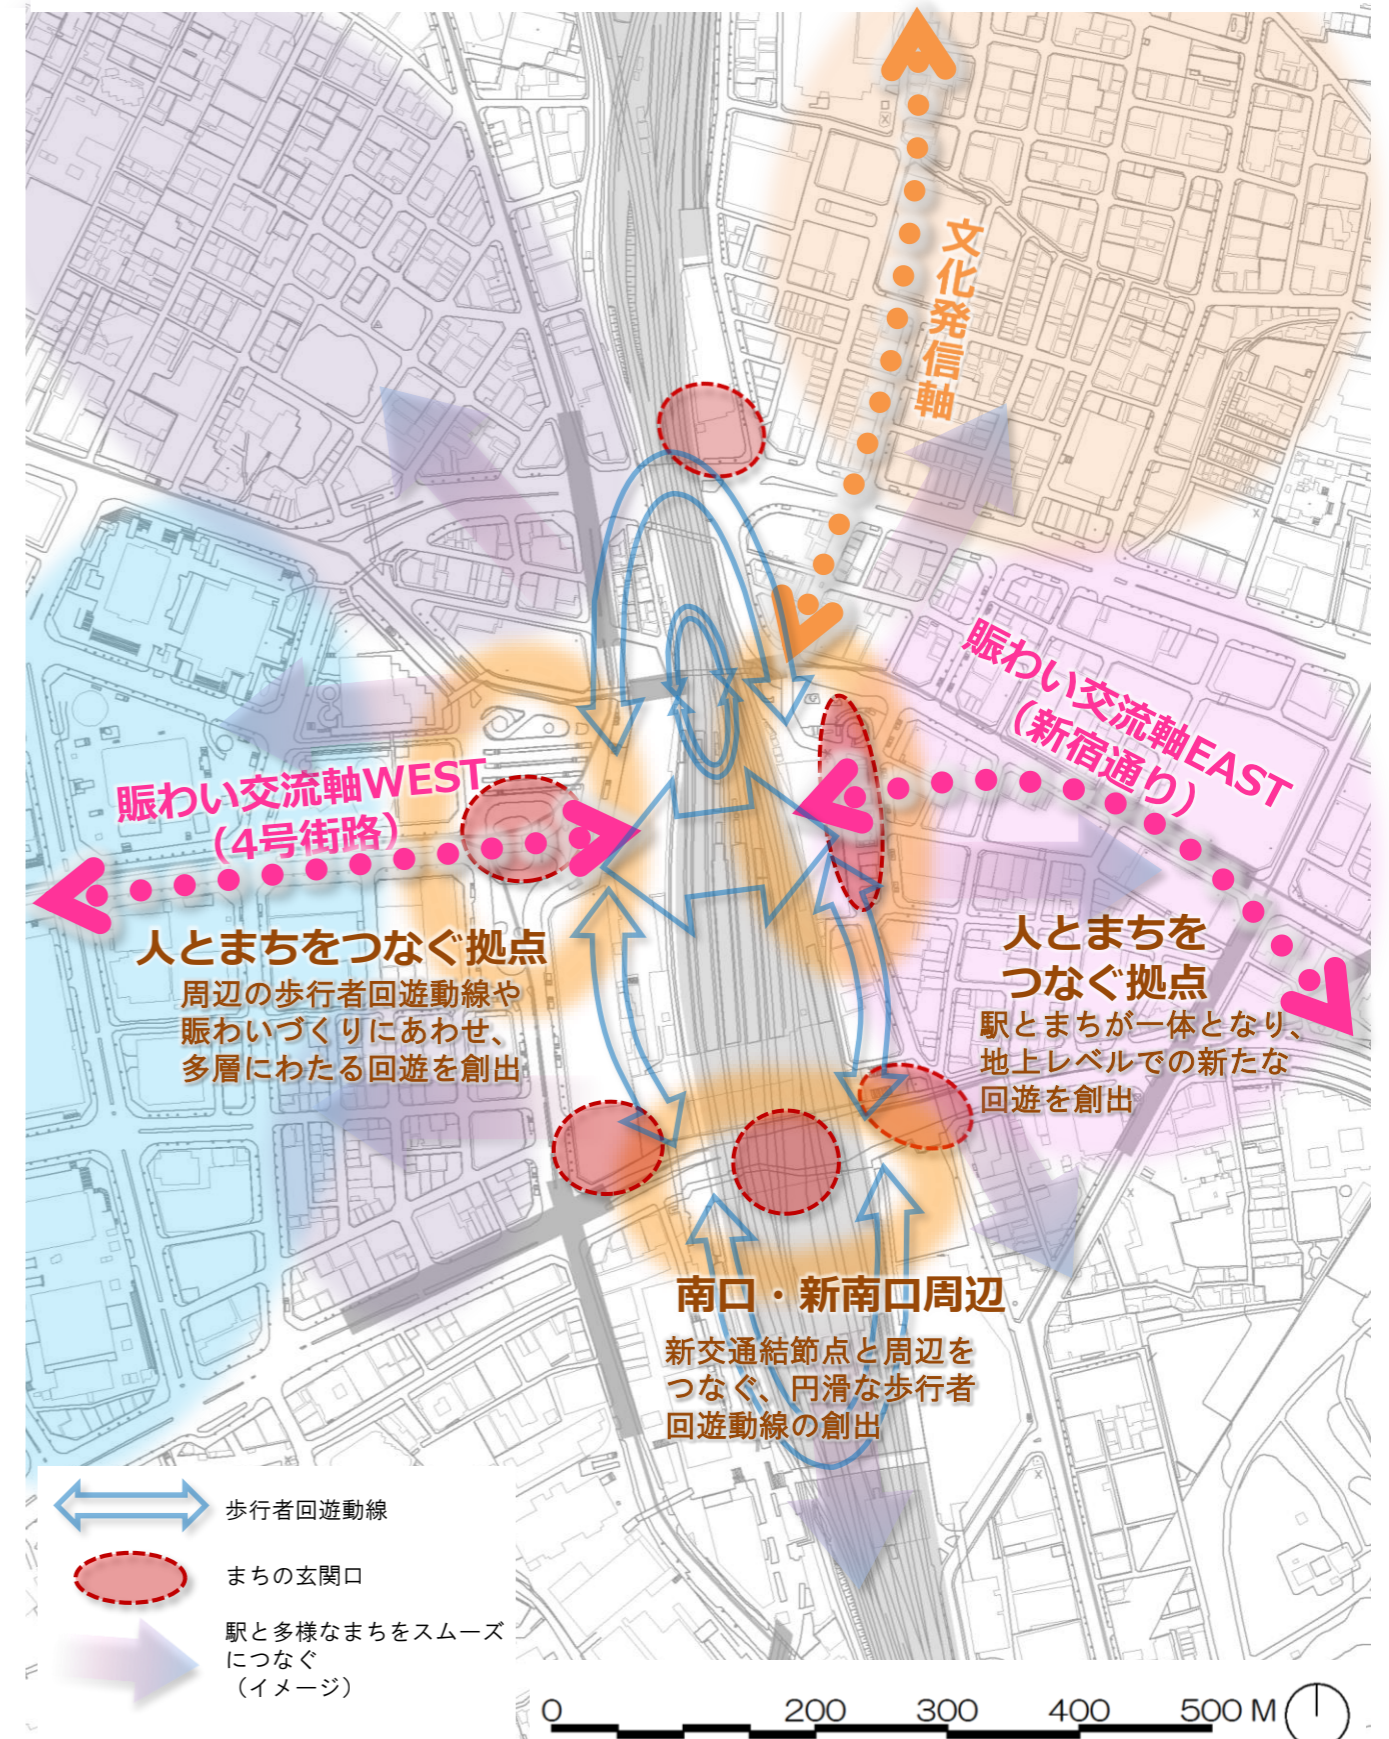 文化発信軸
賑わい交流軸EAST
（新宿通り）
賑わい交流軸WEST
（4号街路）
人とまちをつなぐ拠点
周辺の歩行者回遊動線や
賑わいづくりにあわせ、
多層にわたる回遊を創出
人とまちを
つなぐ拠点
駅とまちが一体となり、
地上レベルでの新たな
回遊を創出
南口・新南口周辺
新交通結節点と周辺を
つなぐ、円滑な歩行者
回遊動線の創出
歩行者回遊動線
まちの玄関口
駅と多様なまちをスムーズ
につなぐ
（イメージ）
0 200 300 400 500 M